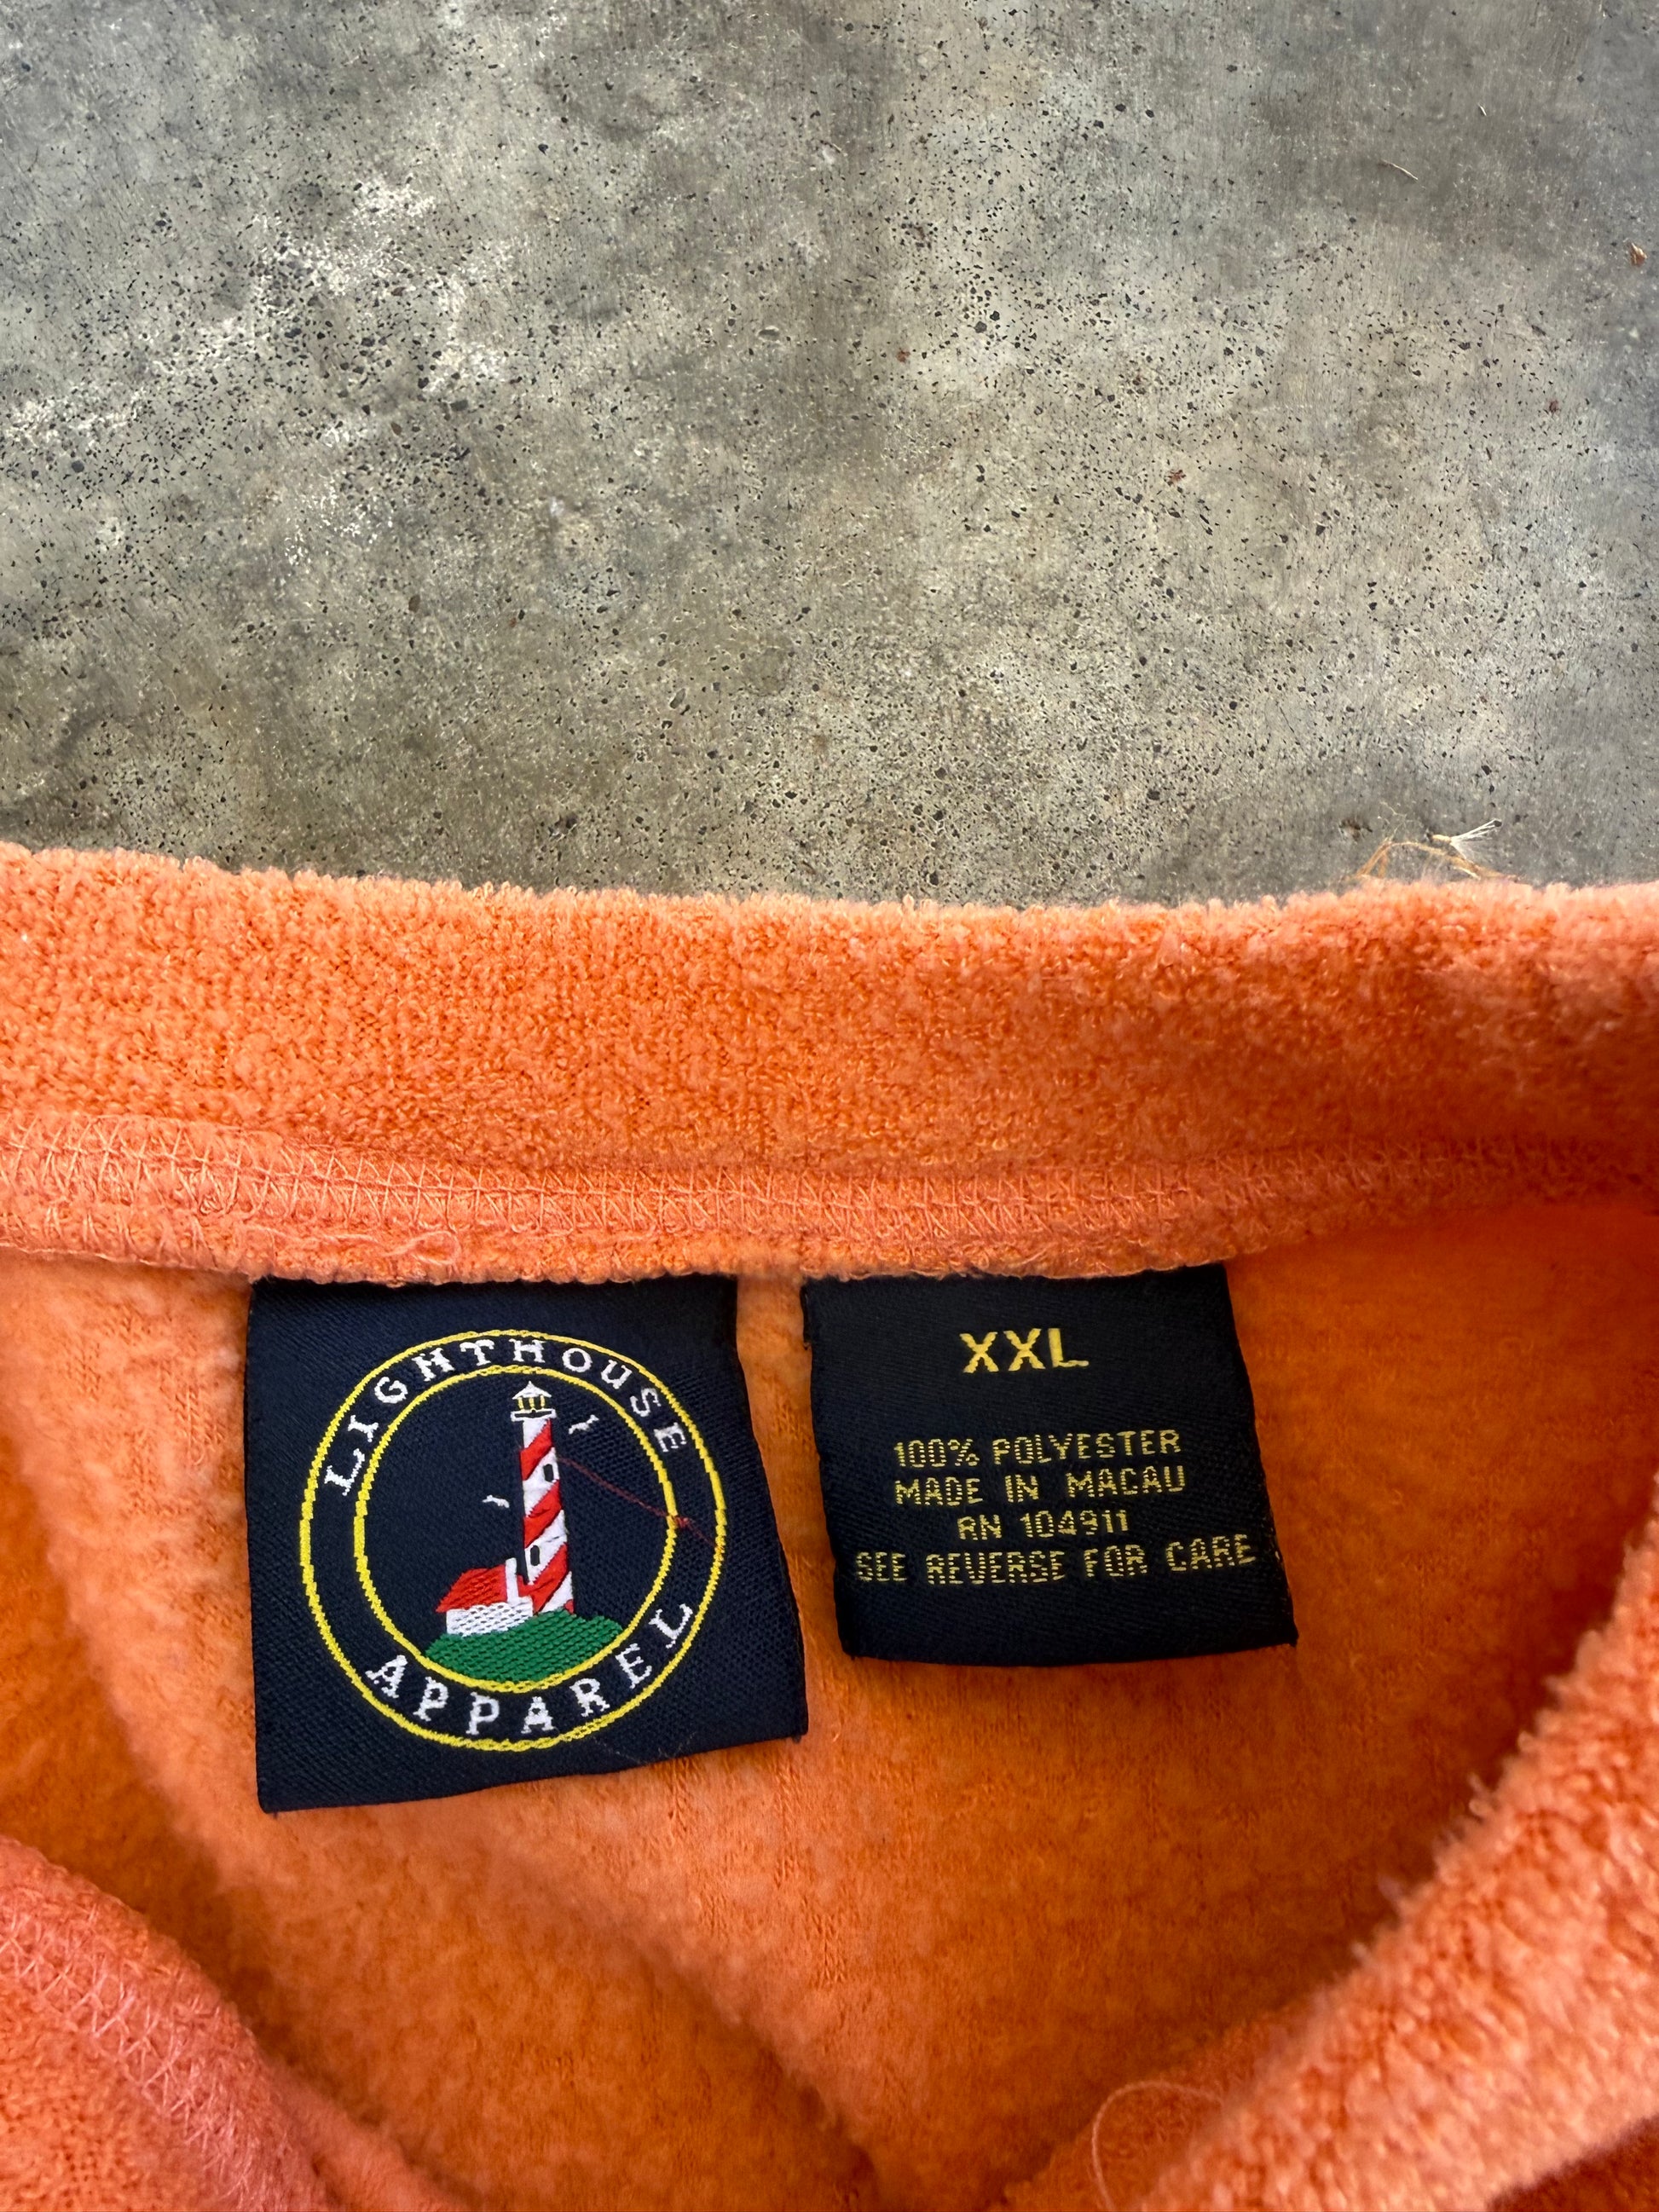 LIGHTHOUSE
APPAREL
XXL
100% POLYESTER
MADE IN MACAU
RN 104911
SEE REVERSE FOR CARE